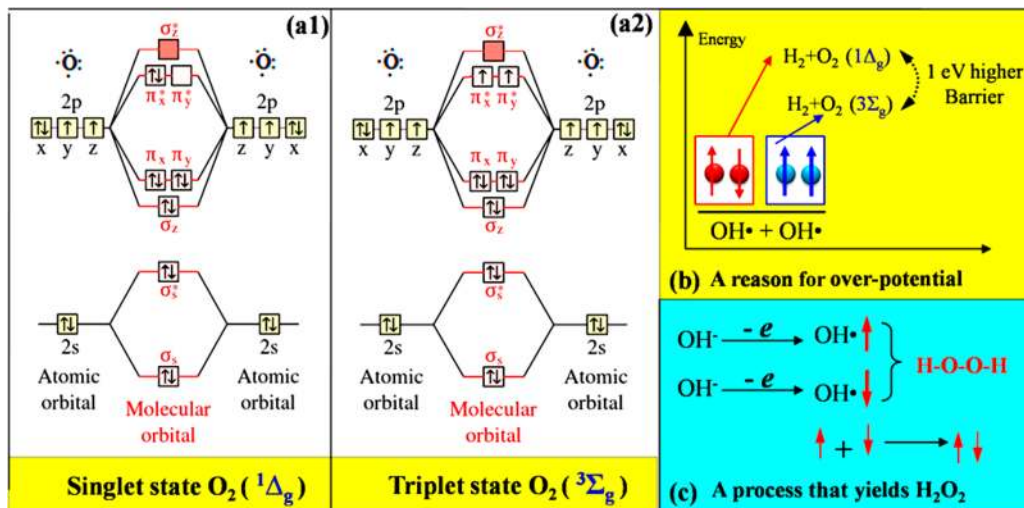 (a1)
σz*
·Ö: ·Ö:
πx* πy*
2p 2p
x y z z y x
πx πy
σz
σs*
2s 2s
σs
Atomic orbital
Molecular orbital
Atomic orbital
Singlet state O₂ (¹Δg)
(a2)
σz*
·Ö: ·Ö:
πx* πy*
2p 2p
x y z z y x
πx πy
σz
σs*
2s 2s
σs
Atomic orbital
Molecular orbital
Atomic orbital
Triplet state O₂ (³Σg)
Energy
H₂+O₂ (1Δg)
1 eV higher
Barrier
H₂+O₂ (3Σg)
OH• + OH•
(b) A reason for over-potential
OH⁻ - e OH•
H-O-O-H
OH⁻ - e OH•
+
(c) A process that yields H₂O₂